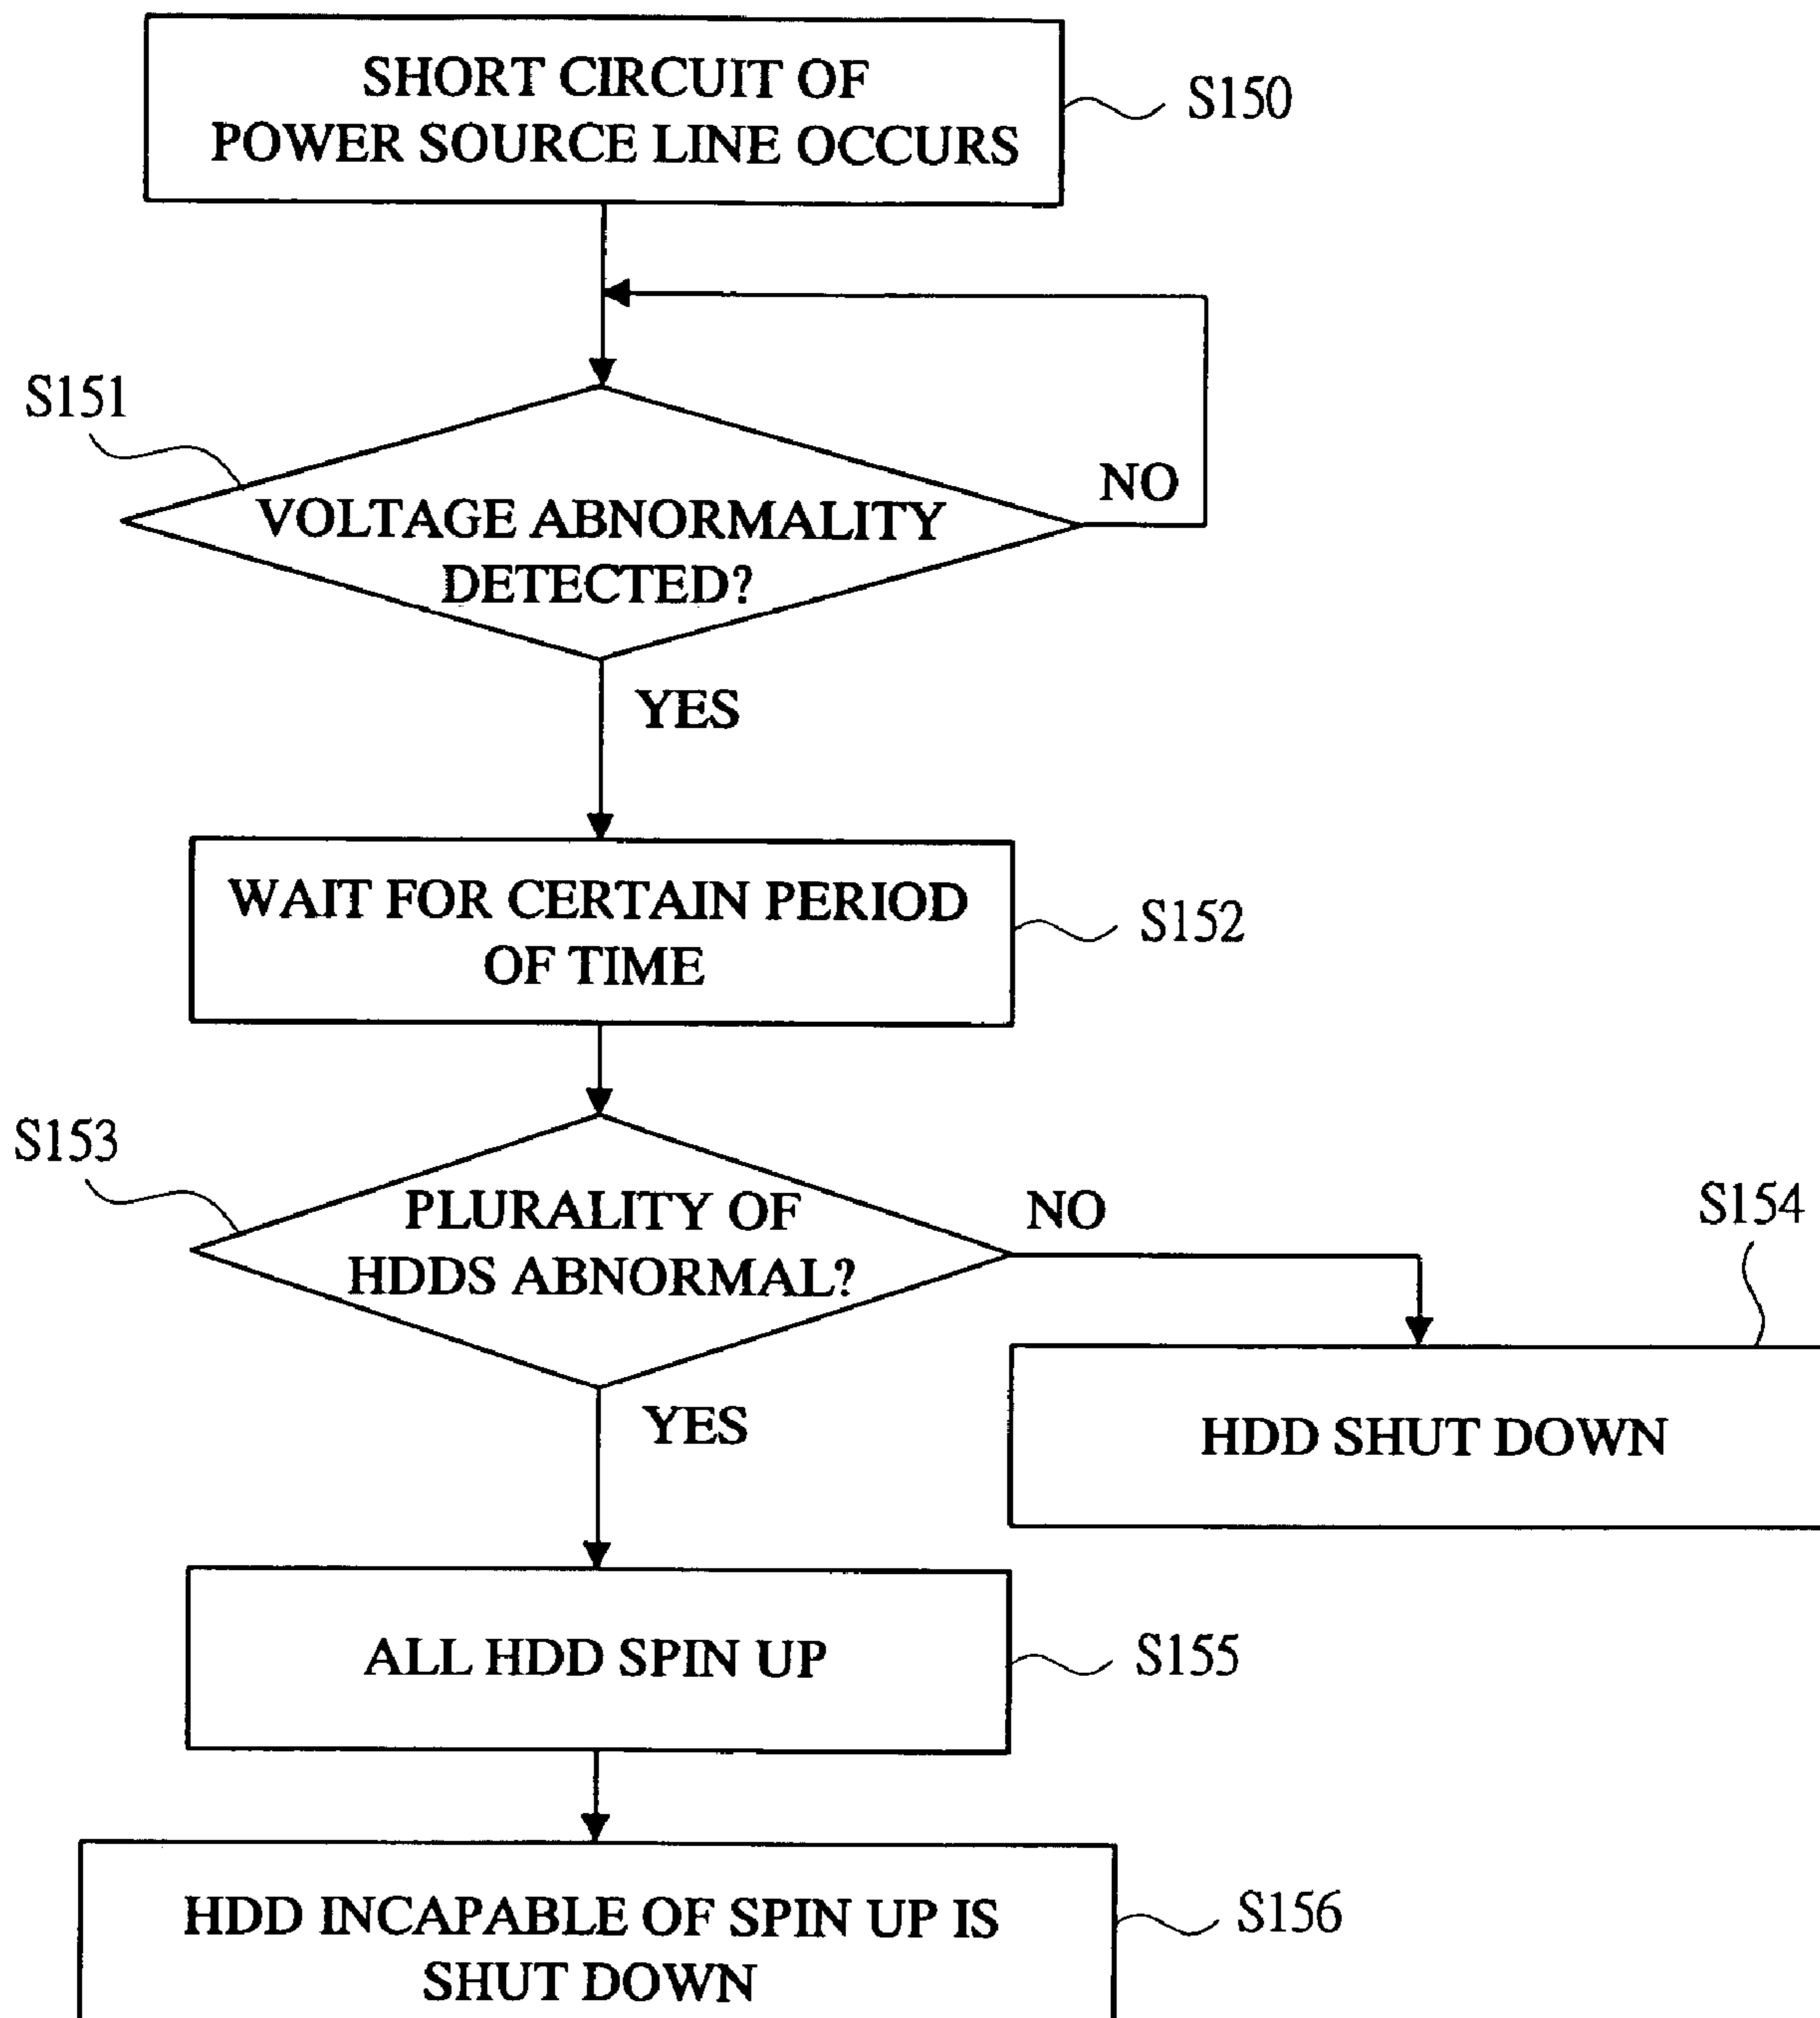 SHORT CIRCUIT OF
POWER SOURCE LINE OCCURS
S150
S151
VOLTAGE ABNORMALITY
DETECTED?
NO
YES
WAIT FOR CERTAIN PERIOD
OF TIME
S152
S153
PLURALITY OF
HDDS ABNORMAL?
NO
S154
HDD SHUT DOWN
YES
ALL HDD SPIN UP
S155
HDD INCAPABLE OF SPIN UP IS
SHUT DOWN
S156